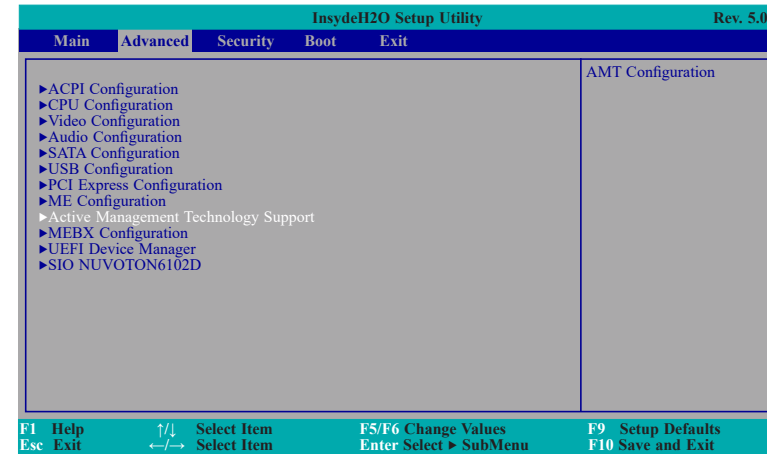 InsydeH2O Setup Utility Rev. 5.0
Main Advanced Security Boot Exit
AMT Configuration
►ACPI Configuration
►CPU Configuration
►Video Configuration
►Audio Configuration
►SATA Configuration
►USB Configuration
►PCI Express Configuration
►ME Configuration
►Active Management Technology Support
►MEBX Configuration
►UEFI Device Manager
►SIO NUVOTON6102D
F1 Help ↑/↓ Select Item F5/F6 Change Values F9 Setup Defaults
Esc Exit ←/→ Select Item Enter Select ► SubMenu F10 Save and Exit